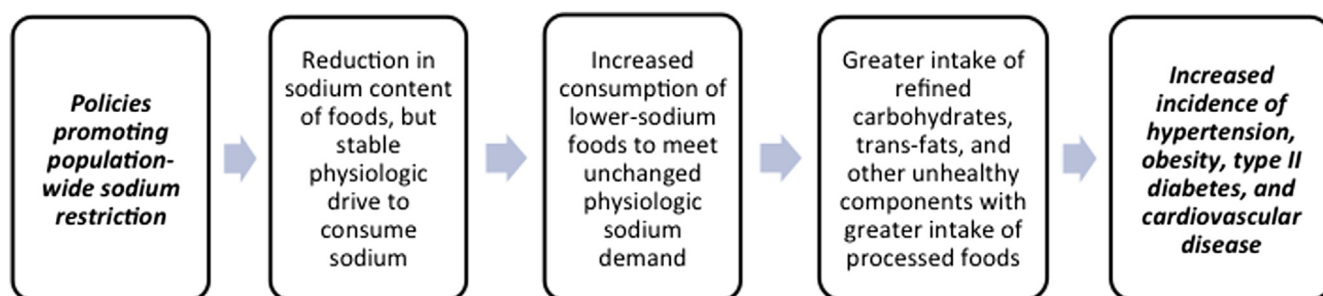 Policies
promoting
population-
wide sodium
restriction
Reduction in
sodium content
of foods, but
stable
physiologic
drive to
consume
sodium
Increased
consumption of
lower-sodium
foods to meet
unchanged
physiologic
sodium
demand
Greater intake of
refined
carbohydrates,
trans-fats, and
other unhealthy
components with
greater intake of
processed foods
Increased
incidence of
hypertension,
obesity, type II
diabetes, and
cardiovascular
disease